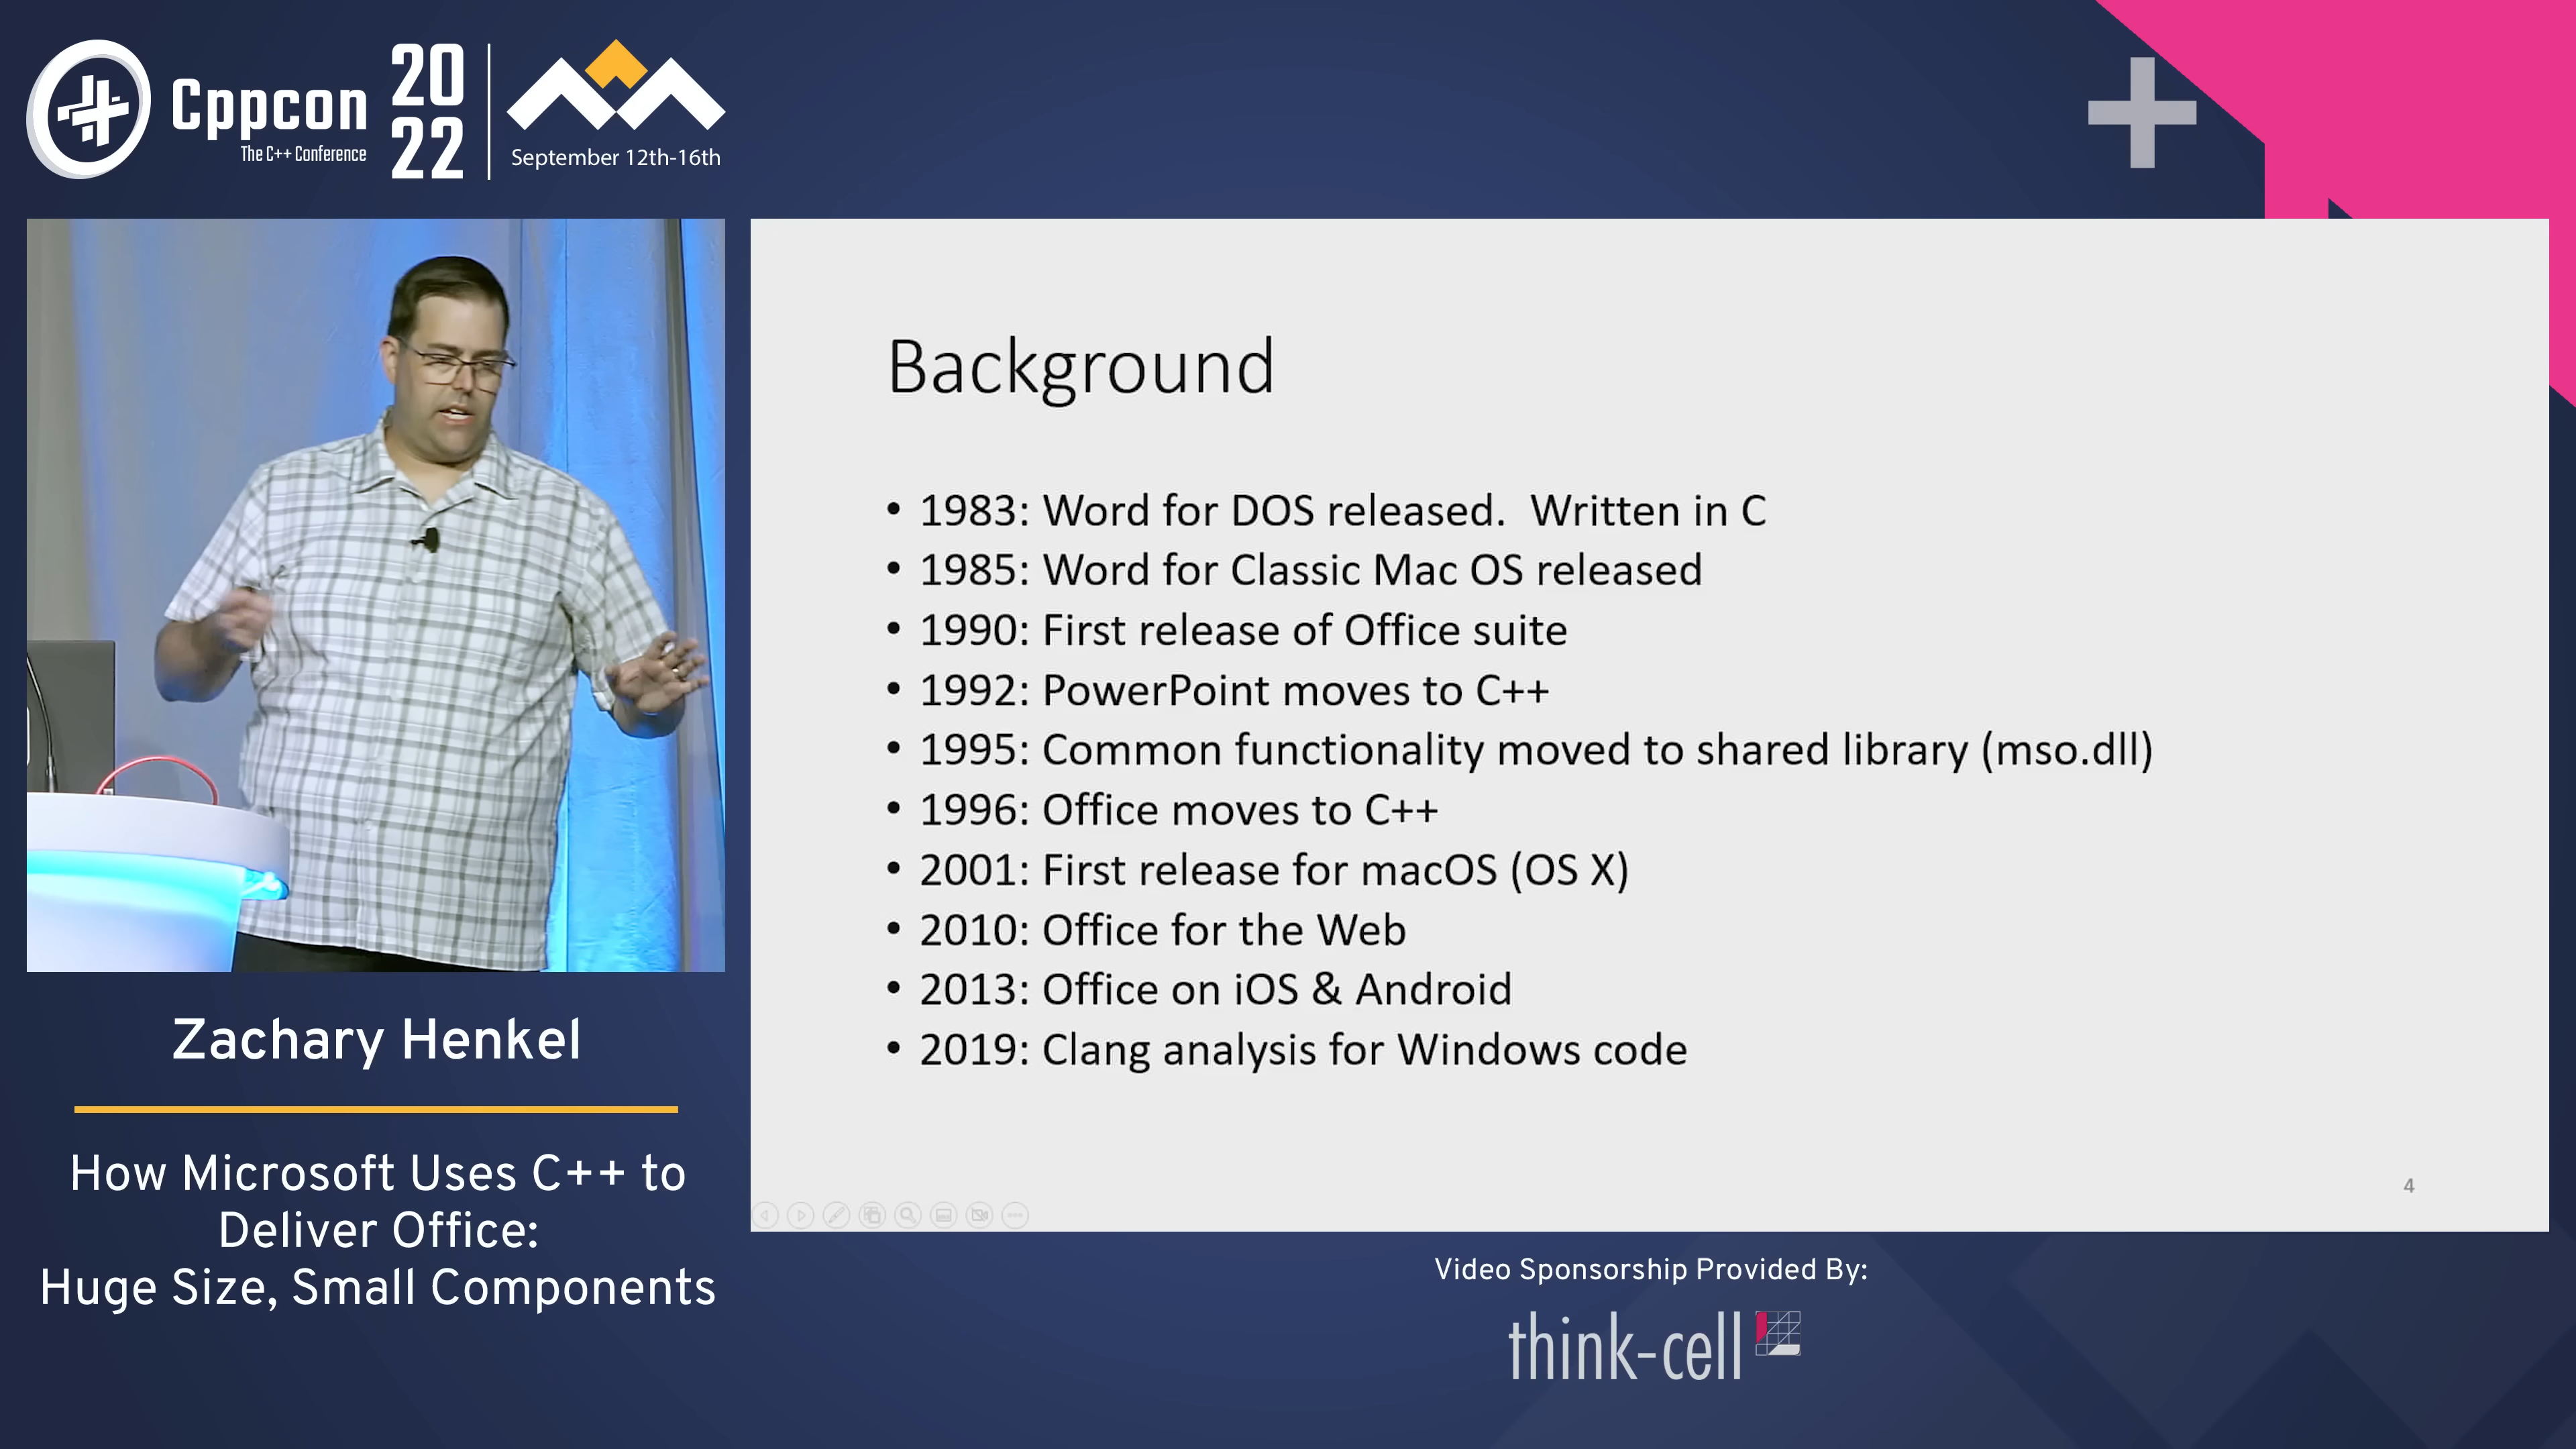 Cppcon
The C++ Conference
20
22
September 12th-16th
Background
• 1983: Word for DOS released.  Written in C
• 1985: Word for Classic Mac OS released
• 1990: First release of Office suite
• 1992: PowerPoint moves to C++
• 1995: Common functionality moved to shared library (mso.dll)
• 1996: Office moves to C++
• 2001: First release for macOS (OS X)
• 2010: Office for the Web
• 2013: Office on iOS & Android
• 2019: Clang analysis for Windows code
4
Zachary Henkel
How Microsoft Uses C++ to
Deliver Office:
Huge Size, Small Components
Video Sponsorship Provided By:
think-cell